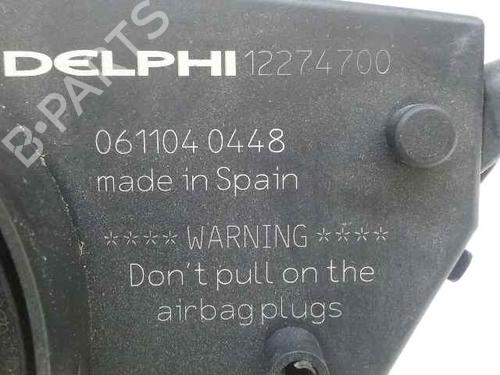 DELPHI 12274700
061104 0448
made in Spain
**** WARNING ****
Don't pull on the
airbag plugs
B-PARTS